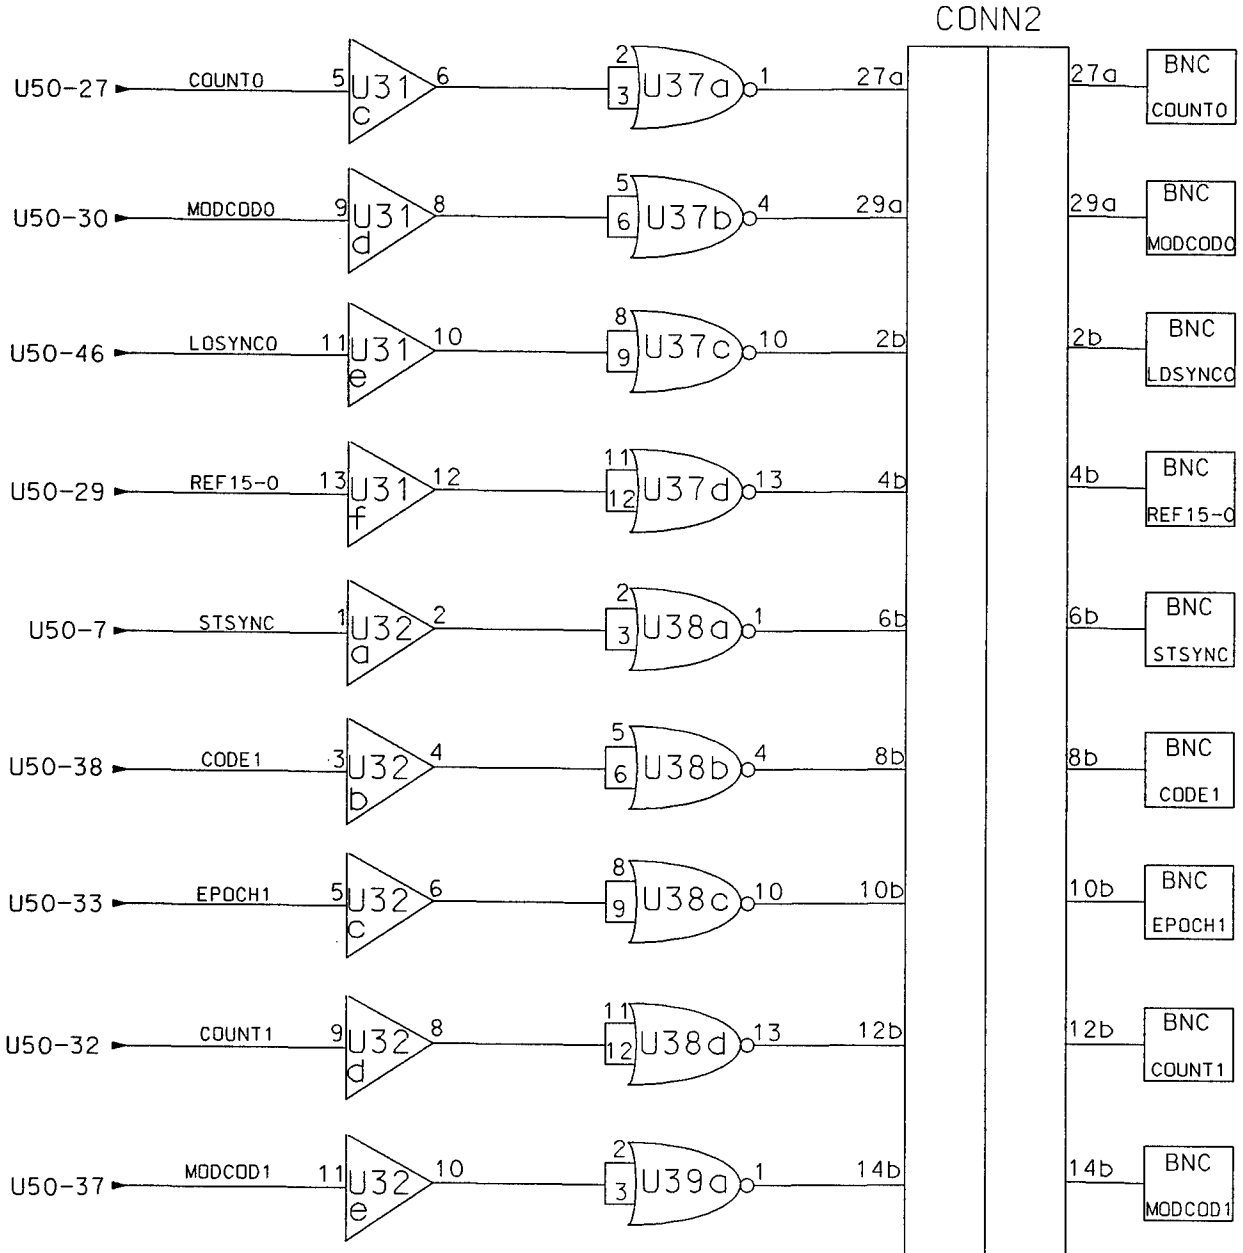 CONN2
U50-27 COUNT0 5 U31 c 6 2 3 U37a 1 27a 27a BNC COUNT0
U50-30 MODCOD0 9 U31 d 8 5 6 U37b 4 29a 29a BNC MODCOD0
U50-46 LDSYNC0 11 U31 e 10 8 9 U37c 10 2b 2b BNC LDSYNC0
U50-29 REF15-0 13 U31 f 12 11 12 U37d 13 4b 4b BNC REF15-0
U50-7 STSYNC 1 U32 a 2 2 3 U38a 1 6b 6b BNC STSYNC
U50-38 CODE1 3 U32 b 4 5 6 U38b 4 8b 8b BNC CODE1
U50-33 EPOCH1 5 U32 c 6 8 9 U38c 10 10b 10b BNC EPOCH1
U50-32 COUNT1 9 U32 d 8 11 12 U38d 13 12b 12b BNC COUNT1
U50-37 MODCOD1 11 U32 e 10 2 3 U39a 1 14b 14b BNC MODCOD1